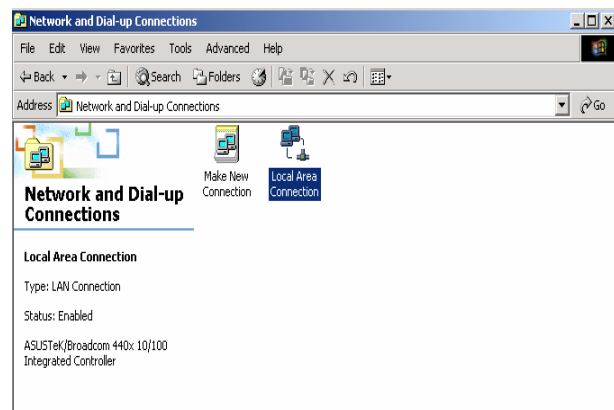 Network and Dial-up Connections
File Edit View Favorites Tools Advanced Help
Back Search Folders
Address Network and Dial-up Connections Go
Make New Connection
Local Area Connection
Network and Dial-up
Connections
Local Area Connection
Type: LAN Connection
Status: Enabled
ASUSTeK/Broadcom 440x 10/100
Integrated Controller